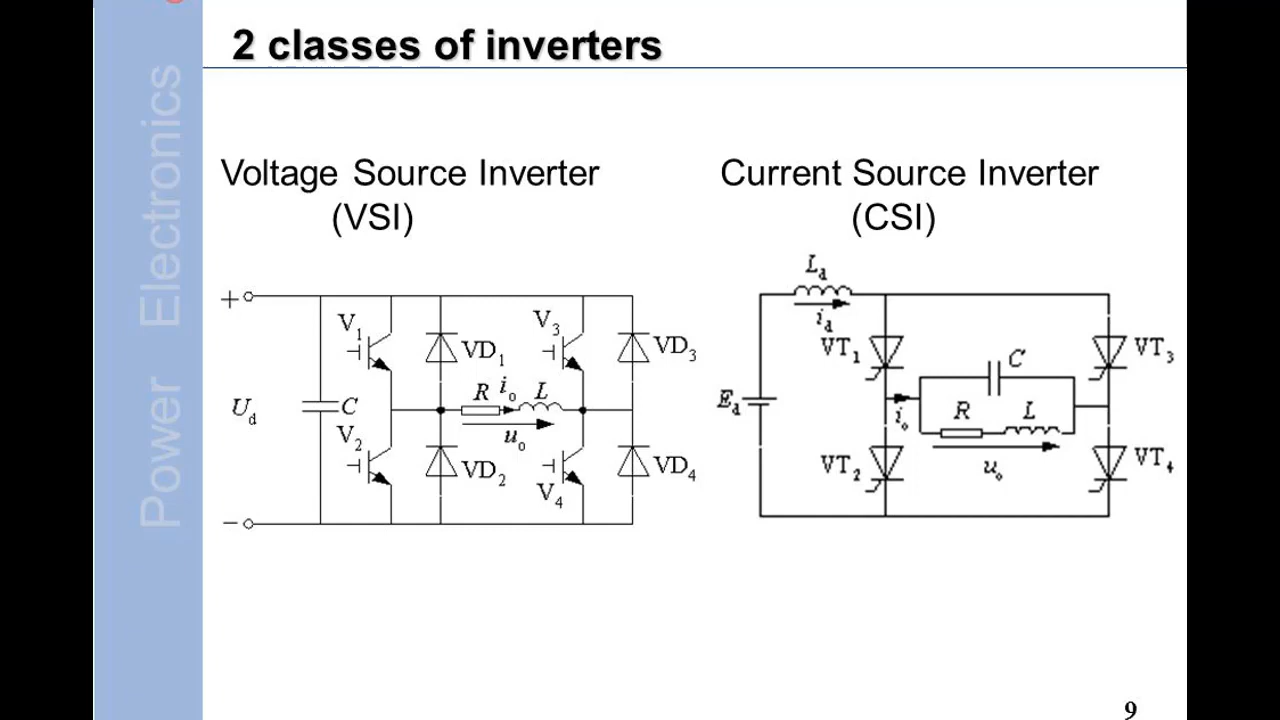 2 classes of inverters
Power Electronics
Voltage Source Inverter
(VSI)
Current Source Inverter
(CSI)
+
V1
VD1
V3
VD3
Ud
C
R
io
L
uo
V2
VD2
V4
VD4
−
Ld
id
VT1
VT3
C
Ed
io
R
L
uo
VT2
VT4
9